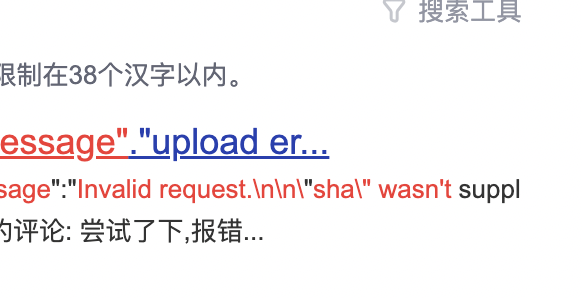 搜索工具
限制在38个汉字以内。
essage"."upload er...
sage":"Invalid request.\n\n\"sha\" wasn't suppl
的评论: 尝试了下,报错...